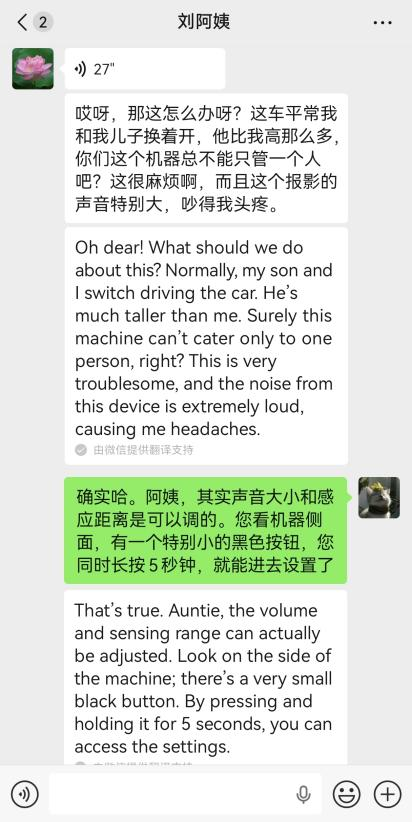 2
刘阿姨
27"
哎呀，那这怎么办呀？这车平常我
和我儿子换着开，他比我高那么多，
你们这个机器总不能只管一个人
吧？这很麻烦啊，而且这个报影的
声音特别大，吵得我头疼。
Oh dear! What should we do
about this? Normally, my son and
I switch driving the car. He's
much taller than me. Surely this
machine can't cater only to one
person, right? This is very
troublesome, and the noise from
this device is extremely loud,
causing me headaches.
由微信提供翻译支持
确实哈。阿姨，其实声音大小和感
应距离是可以调的。您看机器侧
面，有一个特别小的黑色按钮，您
同时长按5秒钟，就能进去设置了
That's true. Auntie, the volume
and sensing range can actually
be adjusted. Look on the side of
the machine; there's a very small
black button. By pressing and
holding it for 5 seconds, you can
access the settings.